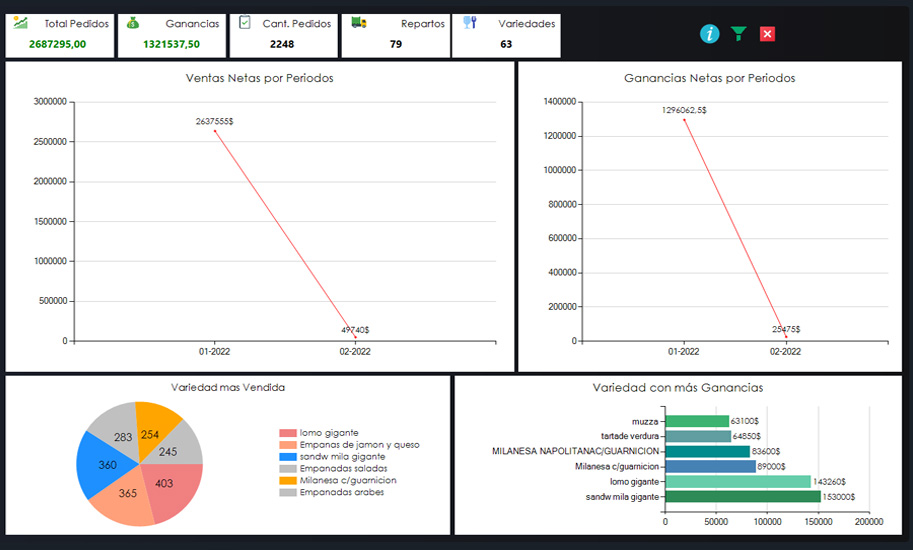 Total Pedidos
2687295,00
Ganancias
1321537,50
Cant. Pedidos
2248
Repartos
79
Variedades
63
Ventas Netas por Periodos
3000000
2500000
2000000
1500000
1000000
500000
0
2637555$
49740$
01-2022
02-2022
Ganancias Netas por Periodos
1400000
1200000
1000000
800000
600000
400000
200000
0
1296062,5$
25475$
01-2022
02-2022
Variedad mas Vendida
283
254
245
360
403
365
lomo gigante
Empanas de jamon y queso
sandw mila gigante
Empanadas saladas
Milanesa c/guarnicion
Empanadas arabes
Variedad con más Ganancias
muzza 63100$
tartade verdura 64850$
MILANESA NAPOLITANAC/GUARNICION 83600$
Milanesa c/guarnicion 89000$
lomo gigante 143260$
sandw mila gigante 153000$
0 50000 100000 150000 200000